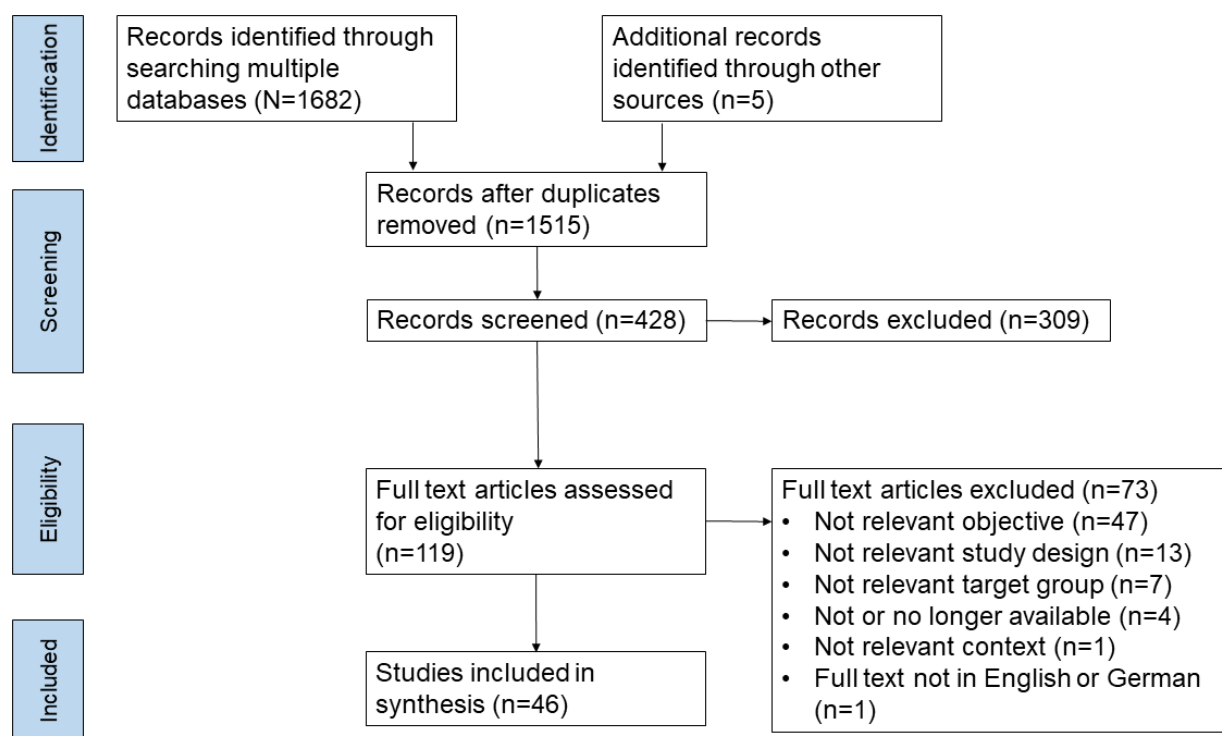 Identification
Records identified through
searching multiple
databases (N=1682)
Additional records
identified through other
sources (n=5)
Screening
Records after duplicates
removed (n=1515)
Records screened (n=428)
Records excluded (n=309)
Eligibility
Full text articles assessed
for eligibility
(n=119)
Full text articles excluded (n=73)
• Not relevant objective (n=47)
• Not relevant study design (n=13)
• Not relevant target group (n=7)
• Not or no longer available (n=4)
• Not relevant context (n=1)
• Full text not in English or German
(n=1)
Included
Studies included in
synthesis (n=46)